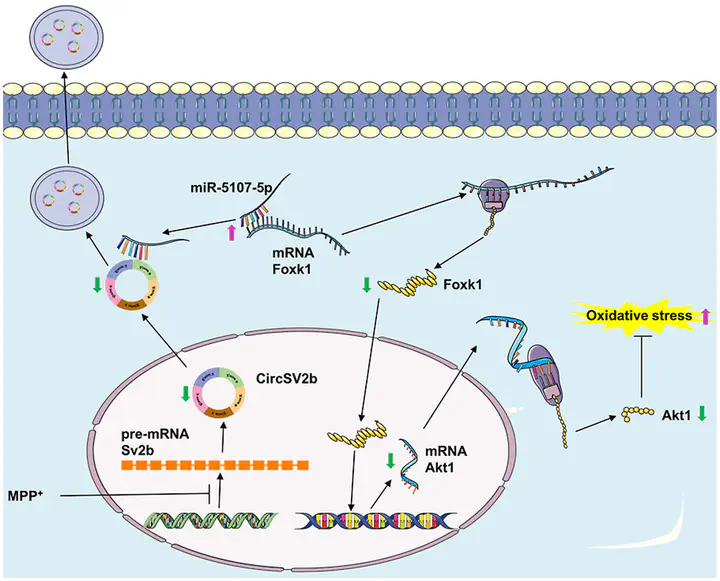 miR-5107-5p
mRNA
Foxk1
Foxk1
Oxidative stress
CircSV2b
Akt1
pre-mRNA
Sv2b
mRNA
Akt1
MPP⁺